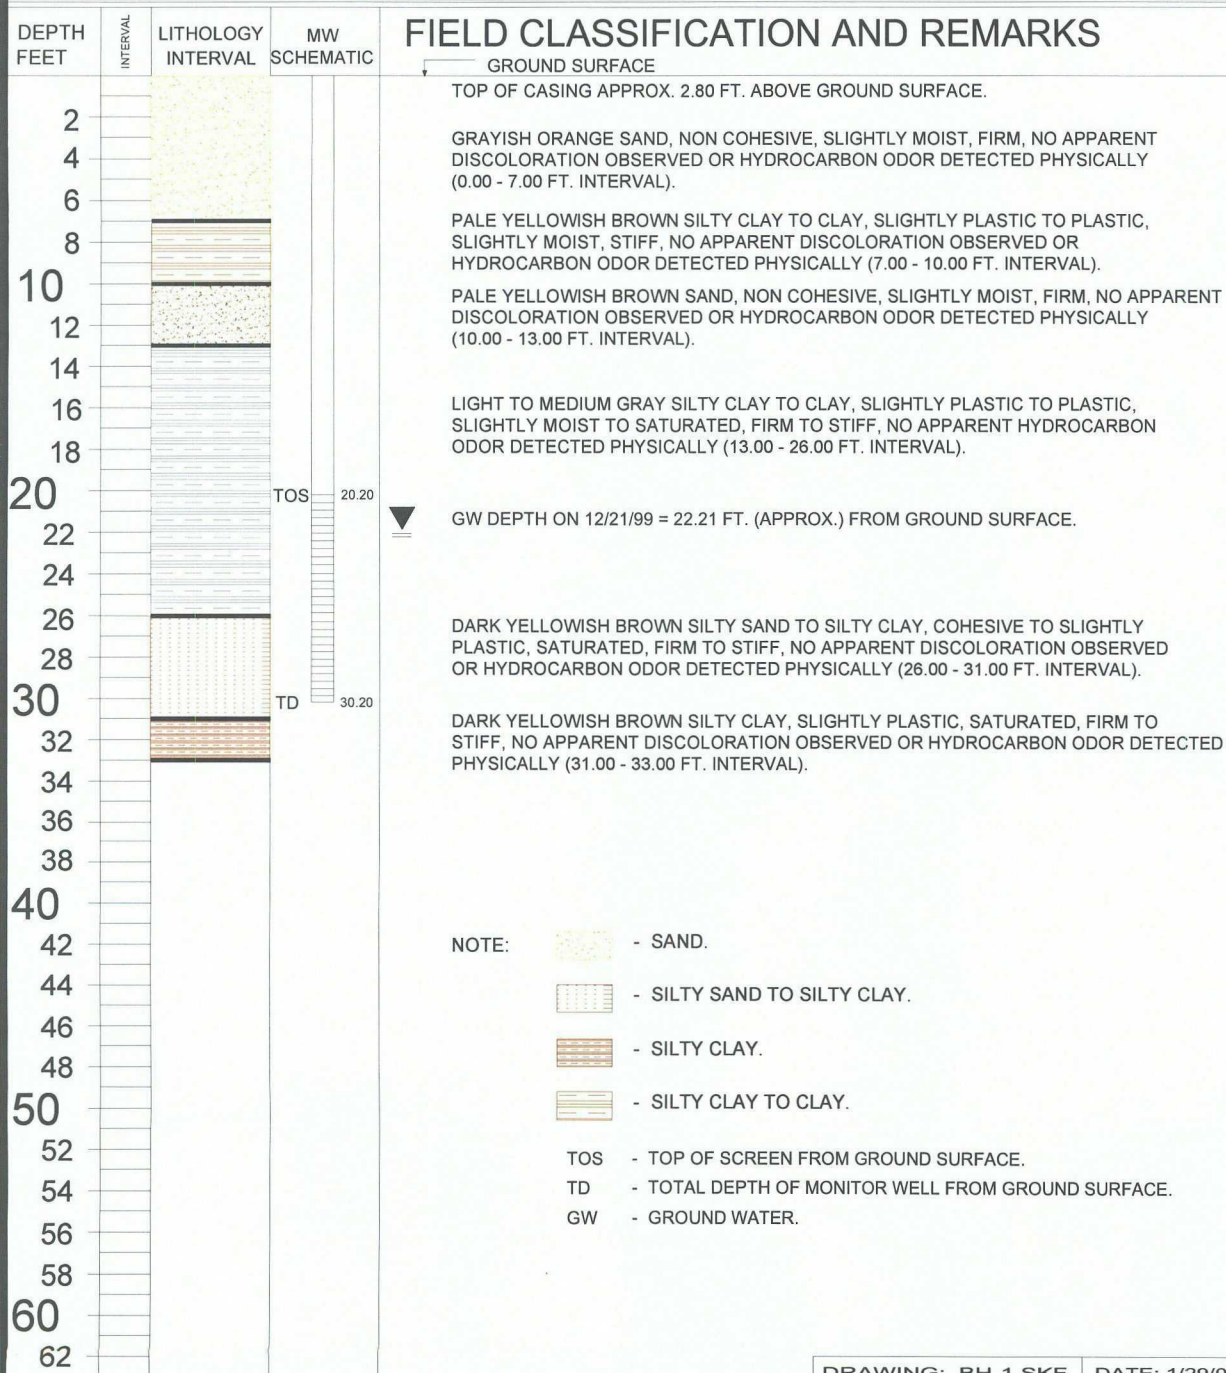 DEPTH FEET
INTERVAL
LITHOLOGY INTERVAL
MW SCHEMATIC
FIELD CLASSIFICATION AND REMARKS
GROUND SURFACE
TOP OF CASING APPROX. 2.80 FT. ABOVE GROUND SURFACE.
2
4
6
8
10
12
14
16
18
20
22
24
26
28
30
32
34
36
38
40
42
44
46
48
50
52
54
56
58
60
62
TOS 20.20
TD 30.20
GRAYISH ORANGE SAND, NON COHESIVE, SLIGHTLY MOIST, FIRM, NO APPARENT
DISCOLORATION OBSERVED OR HYDROCARBON ODOR DETECTED PHYSICALLY
(0.00 - 7.00 FT. INTERVAL).
PALE YELLOWISH BROWN SILTY CLAY TO CLAY, SLIGHTLY PLASTIC TO PLASTIC,
SLIGHTLY MOIST, STIFF, NO APPARENT DISCOLORATION OBSERVED OR
HYDROCARBON ODOR DETECTED PHYSICALLY (7.00 - 10.00 FT. INTERVAL).
PALE YELLOWISH BROWN SAND, NON COHESIVE, SLIGHTLY MOIST, FIRM, NO APPARENT
DISCOLORATION OBSERVED OR HYDROCARBON ODOR DETECTED PHYSICALLY
(10.00 - 13.00 FT. INTERVAL).
LIGHT TO MEDIUM GRAY SILTY CLAY TO CLAY, SLIGHTLY PLASTIC TO PLASTIC,
SLIGHTLY MOIST TO SATURATED, FIRM TO STIFF, NO APPARENT HYDROCARBON
ODOR DETECTED PHYSICALLY (13.00 - 26.00 FT. INTERVAL).
GW DEPTH ON 12/21/99 = 22.21 FT. (APPROX.) FROM GROUND SURFACE.
DARK YELLOWISH BROWN SILTY SAND TO SILTY CLAY, COHESIVE TO SLIGHTLY
PLASTIC, SATURATED, FIRM TO STIFF, NO APPARENT DISCOLORATION OBSERVED
OR HYDROCARBON ODOR DETECTED PHYSICALLY (26.00 - 31.00 FT. INTERVAL).
DARK YELLOWISH BROWN SILTY CLAY, SLIGHTLY PLASTIC, SATURATED, FIRM TO
STIFF, NO APPARENT DISCOLORATION OBSERVED OR HYDROCARBON ODOR DETECTED
PHYSICALLY (31.00 - 33.00 FT. INTERVAL).
NOTE:
- SAND.
- SILTY SAND TO SILTY CLAY.
- SILTY CLAY.
- SILTY CLAY TO CLAY.
TOS - TOP OF SCREEN FROM GROUND SURFACE.
TD - TOTAL DEPTH OF MONITOR WELL FROM GROUND SURFACE.
GW - GROUND WATER.
DRAWING: BH-1.SKF DATE: